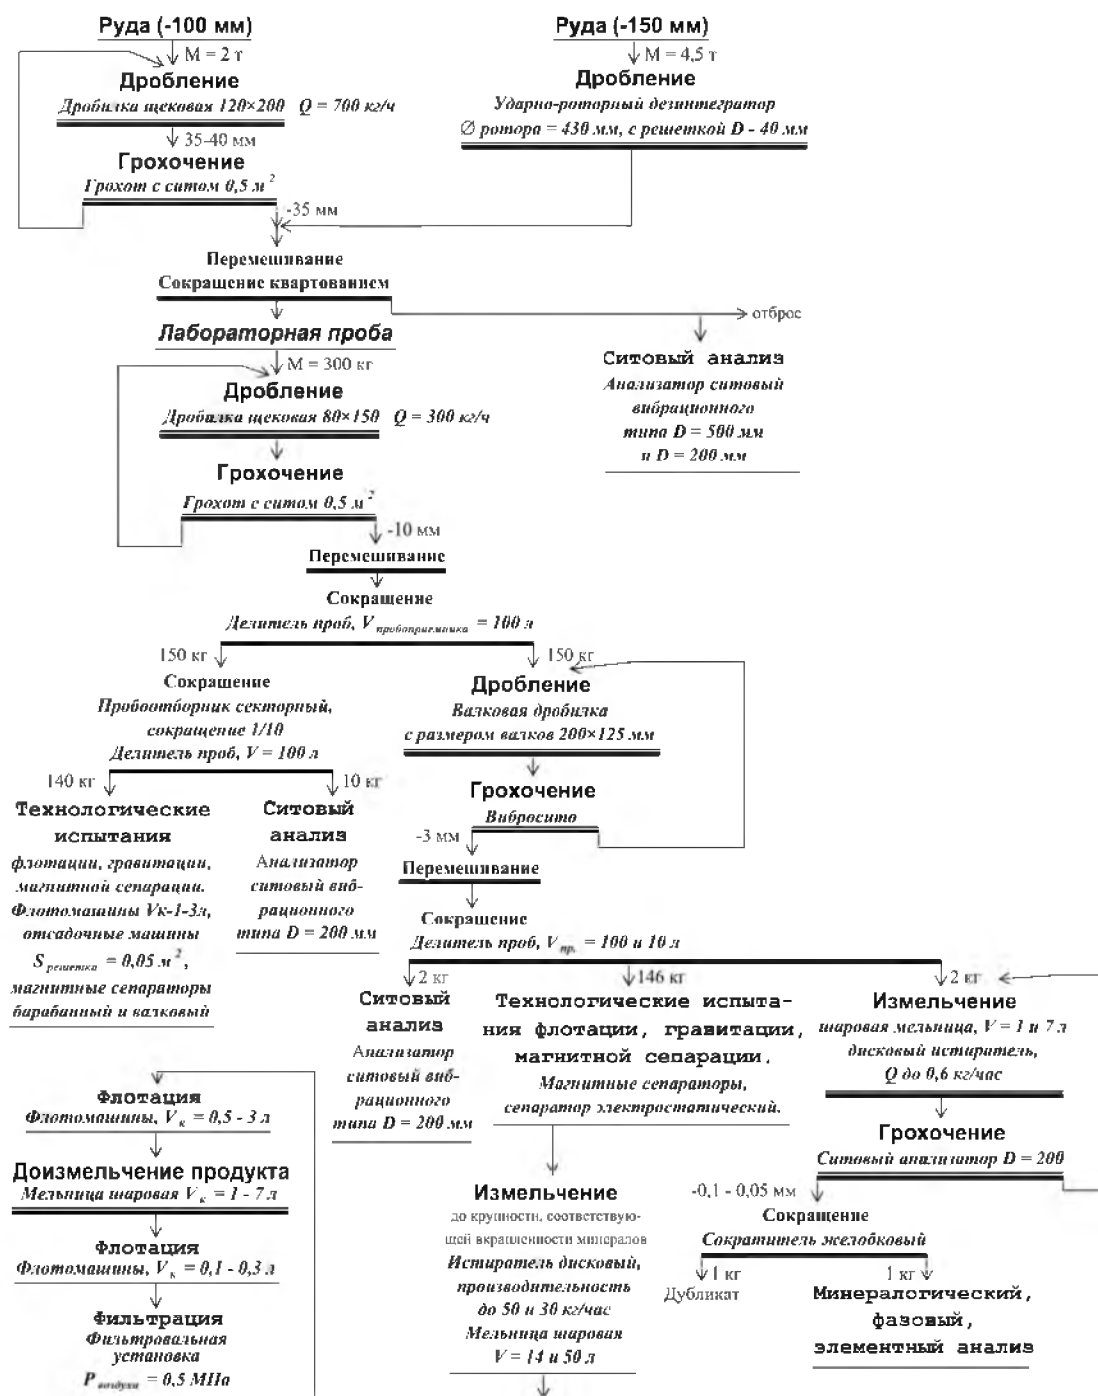 Руда (-100 мм)
М = 2 т
Дробление
Дробилка щековая 120×200 Q = 700 кг/ч
35-40 мм
Грохочение
Грохот с ситом 0,5 м²
-35 мм
Руда (-150 мм)
М = 4,5 т
Дробление
Ударно-роторный дезинтегратор
∅ ротора = 430 мм, с решеткой D - 40 мм
Перемешивание
Сокращение квартованием
отброс
Лабораторная проба
М = 300 кг
Ситовый анализ
Анализатор ситовый
вибрационного
типа D = 500 мм
и D = 200 мм
Дробление
Дробилка щековая 80×150 Q = 300 кг/ч
Грохочение
Грохот с ситом 0,5 м²
-10 мм
Перемешивание
Сокращение
Делитель проб, V пробоприемника = 100 л
150 кг
150 кг
Сокращение
Пробоотборник секторный,
сокращение 1/10
Делитель проб, V = 100 л
140 кг
10 кг
Технологические
испытания
флотации, гравитации,
магнитной сепарации.
Флотомашины Vк-1-3л,
отсадочные машины
S решетка = 0,05 м²,
магнитные сепараторы
барабанный и валковый
Ситовый
анализ
Анализатор
ситовый виб-
рационного
типа D = 200 мм
Дробление
Валковая дробилка
с размером валков 200×125 мм
Грохочение
Вибросито
-3 мм
Перемешивание
Сокращение
Делитель проб, V пр. = 100 и 10 л
2 кг
146 кг
2 кг
Ситовый
анализ
Анализатор
ситовый виб-
рационного
типа D = 200 мм
Технологические испыта-
ния флотации, гравитации,
магнитной сепарации.
Магнитные сепараторы,
сепаратор электростатический.
Измельчение
шаровая мельница, V = 1 и 7 л
дисковый истиратель,
Q до 0,6 кг/час
Грохочение
Ситовый анализатор D = 200
-0,1 - 0,05 мм
Сокращение
Сократитель желобковый
1 кг
1 кг
Дубликат
Минералогический,
фазовый,
элементный анализ
Измельчение
до крупности, соответствую-
щей вкрапленности минералов
Истиратель дисковый,
производительность
до 50 и 30 кг/час
Мельница шаровая
V = 14 и 50 л
Флотация
Флотомашины, V к = 0,5 - 3 л
Доизмельчение продукта
Мельница шаровая V к = 1 - 7 л
Флотация
Флотомашины, V к = 0,1 - 0,3 л
Фильтрация
Фильтровальная
установка
P воздуха = 0,5 МПа